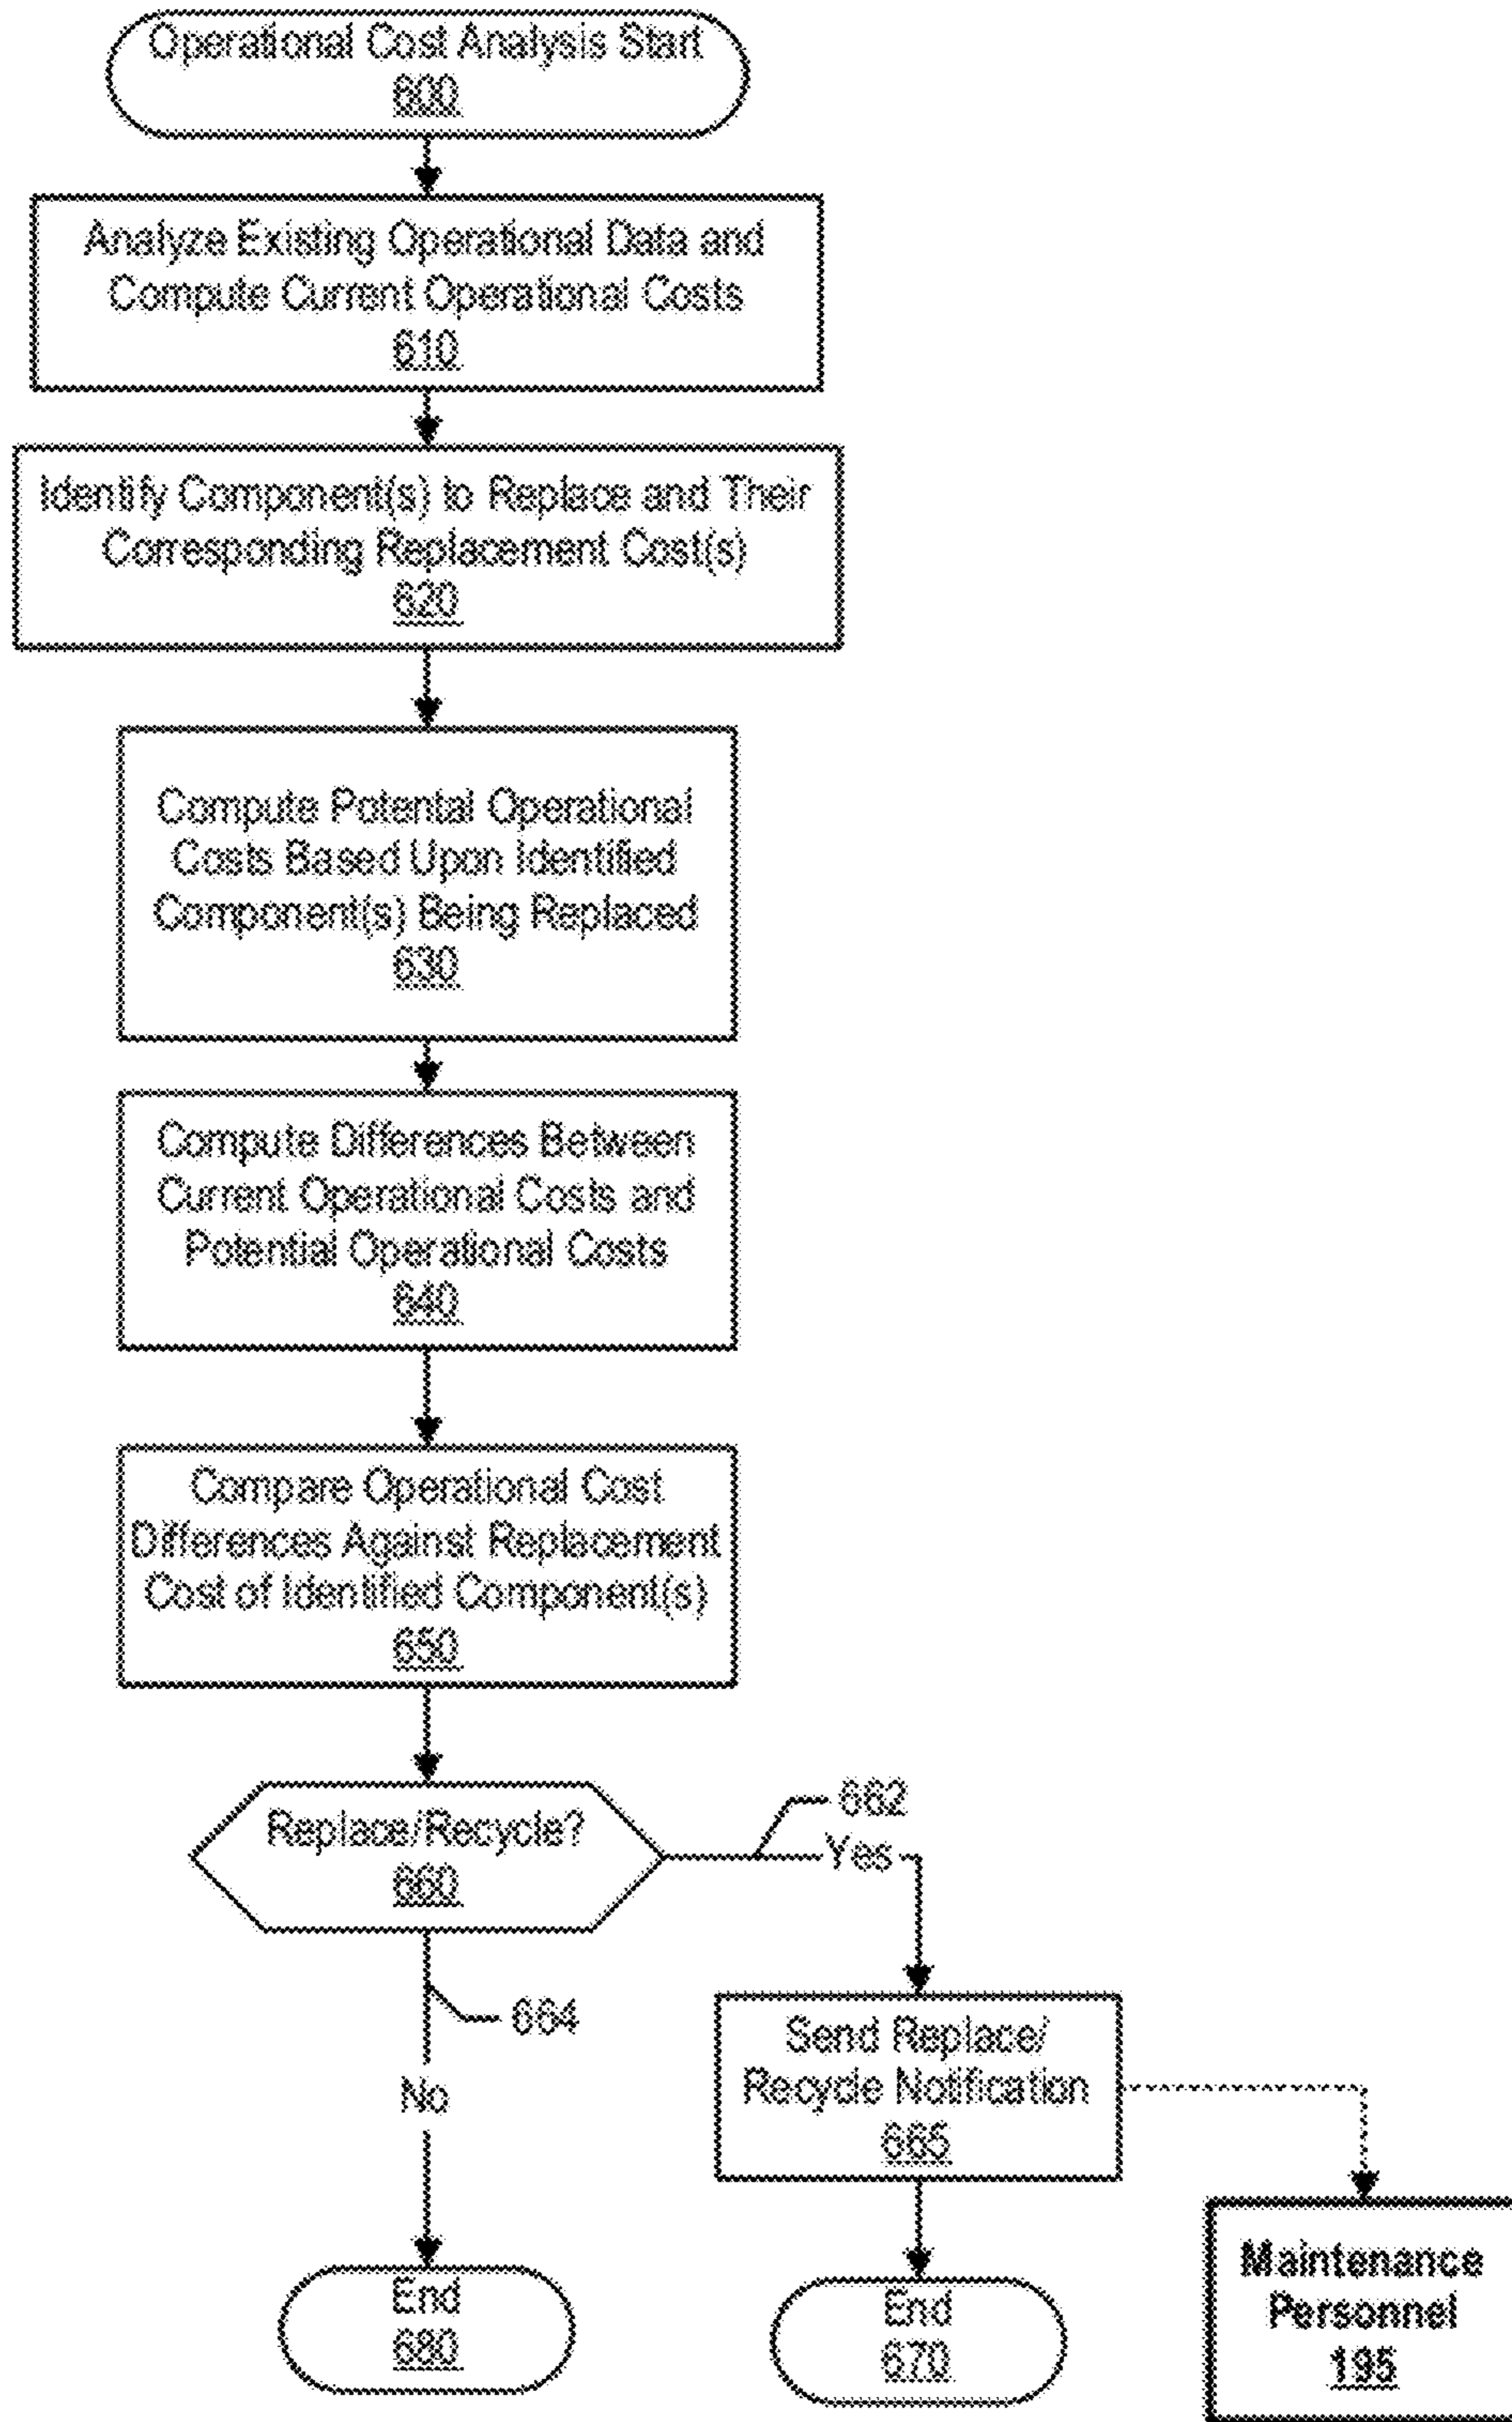 Operational Cost Analysis Start
600
Analyze Existing Operational Data and
Compute Current Operational Costs
610
Identify Component(s) to Replace and Their
Corresponding Replacement Cost(s)
620
Compute Potental Operational
Costs Based Upon Identified
Component(s) Being Replaced
630
Compute Differences Between
Current Operational Costs and
Potential Operational Costs
640
Compare Operational Cost
Differences Against Replacement
Cost of Identified Component(s)
650
Replace/Recycle?
660
662
Yes
664
No
Send Replace/
Recycle Notification
665
End
680
End
670
Maintenance
Personnel
195